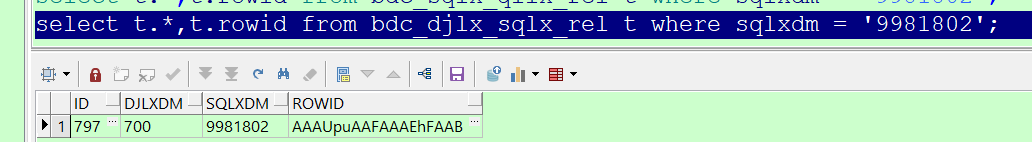 select t.*,t.rowid from bdc_djlx_sqlx_rel t where sqlxdm = '9981802';
ID DJLXDM SQLXDM ROWID
1 797 ... 700 9981802 AAAUpuAAFAAAEhFAAB ...